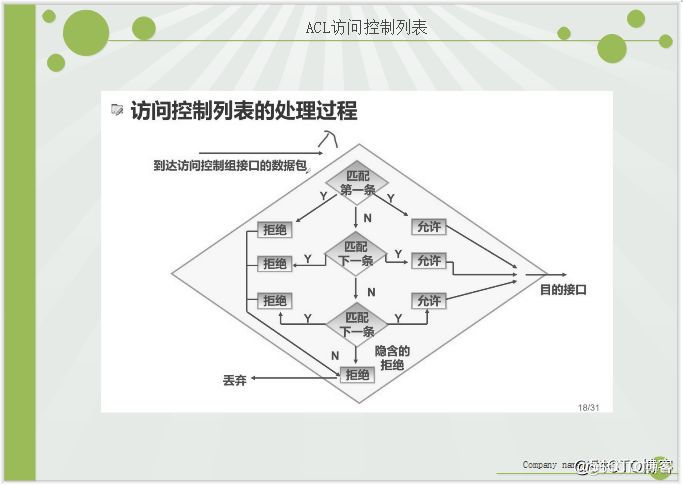 ACL访问控制列表
访问控制列表的处理过程
到达访问控制组接口的数据包
匹配
第一条
Y
Y
拒绝
N
允许
匹配
下一条
拒绝
Y
Y
允许
N
拒绝
允许
匹配
下一条
Y
Y
N
隐含的
拒绝
拒绝
丢弃
目的接口
18/31
Company nam
@51CTO博客